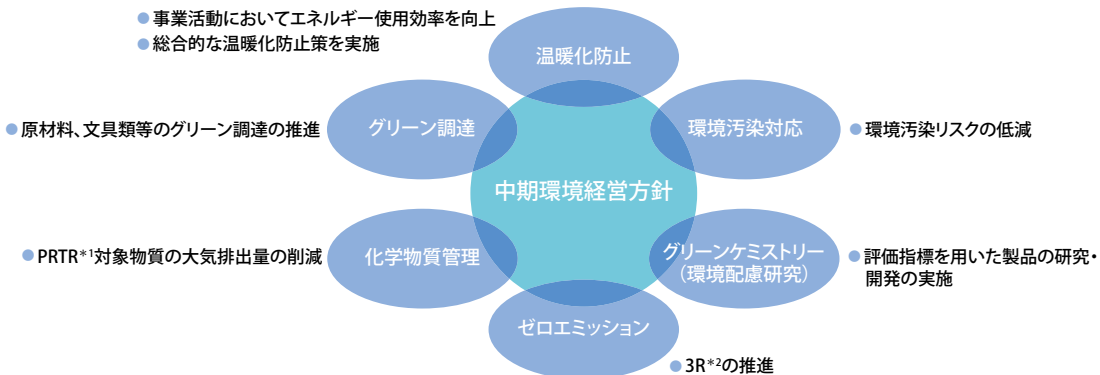 ●事業活動においてエネルギー使用効率を向上
●総合的な温暖化防止策を実施
温暖化防止
●原材料、文具類等のグリーン調達の推進
グリーン調達
環境汚染対応
●環境汚染リスクの低減
中期環境経営方針
●PRTR*1対象物質の大気排出量の削減
化学物質管理
グリーンケミストリー
（環境配慮研究）
●評価指標を用いた製品の研究・
開発の実施
ゼロエミッション
●3R*2の推進